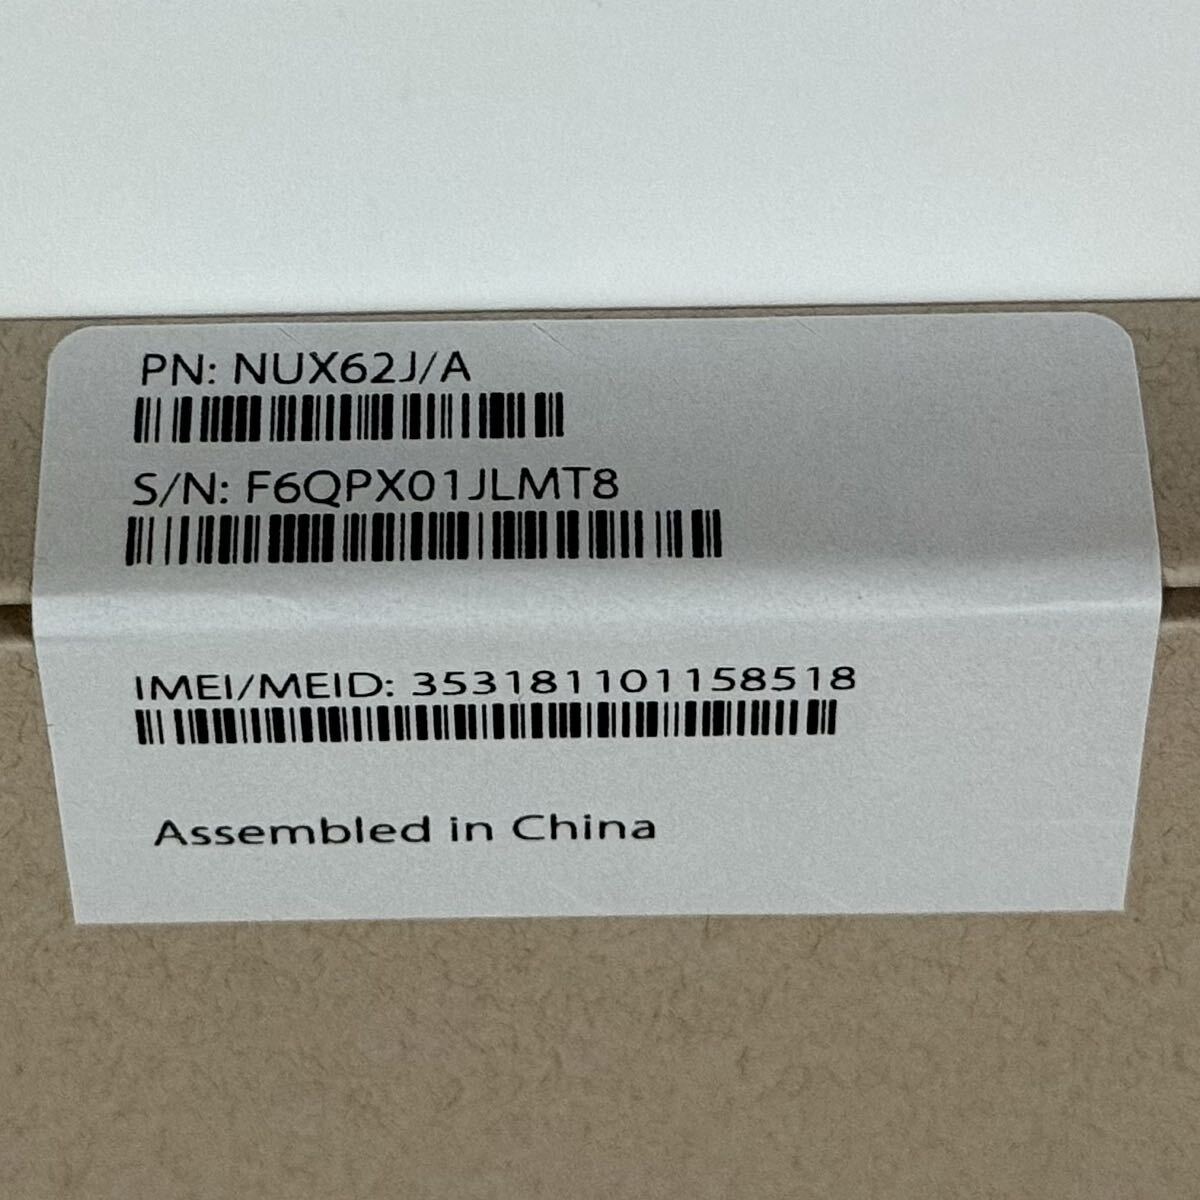 PN: NUX62J/A
S/N: F6QPX01JLMT8
IMEI/MEID: 353181101158518
Assembled in China